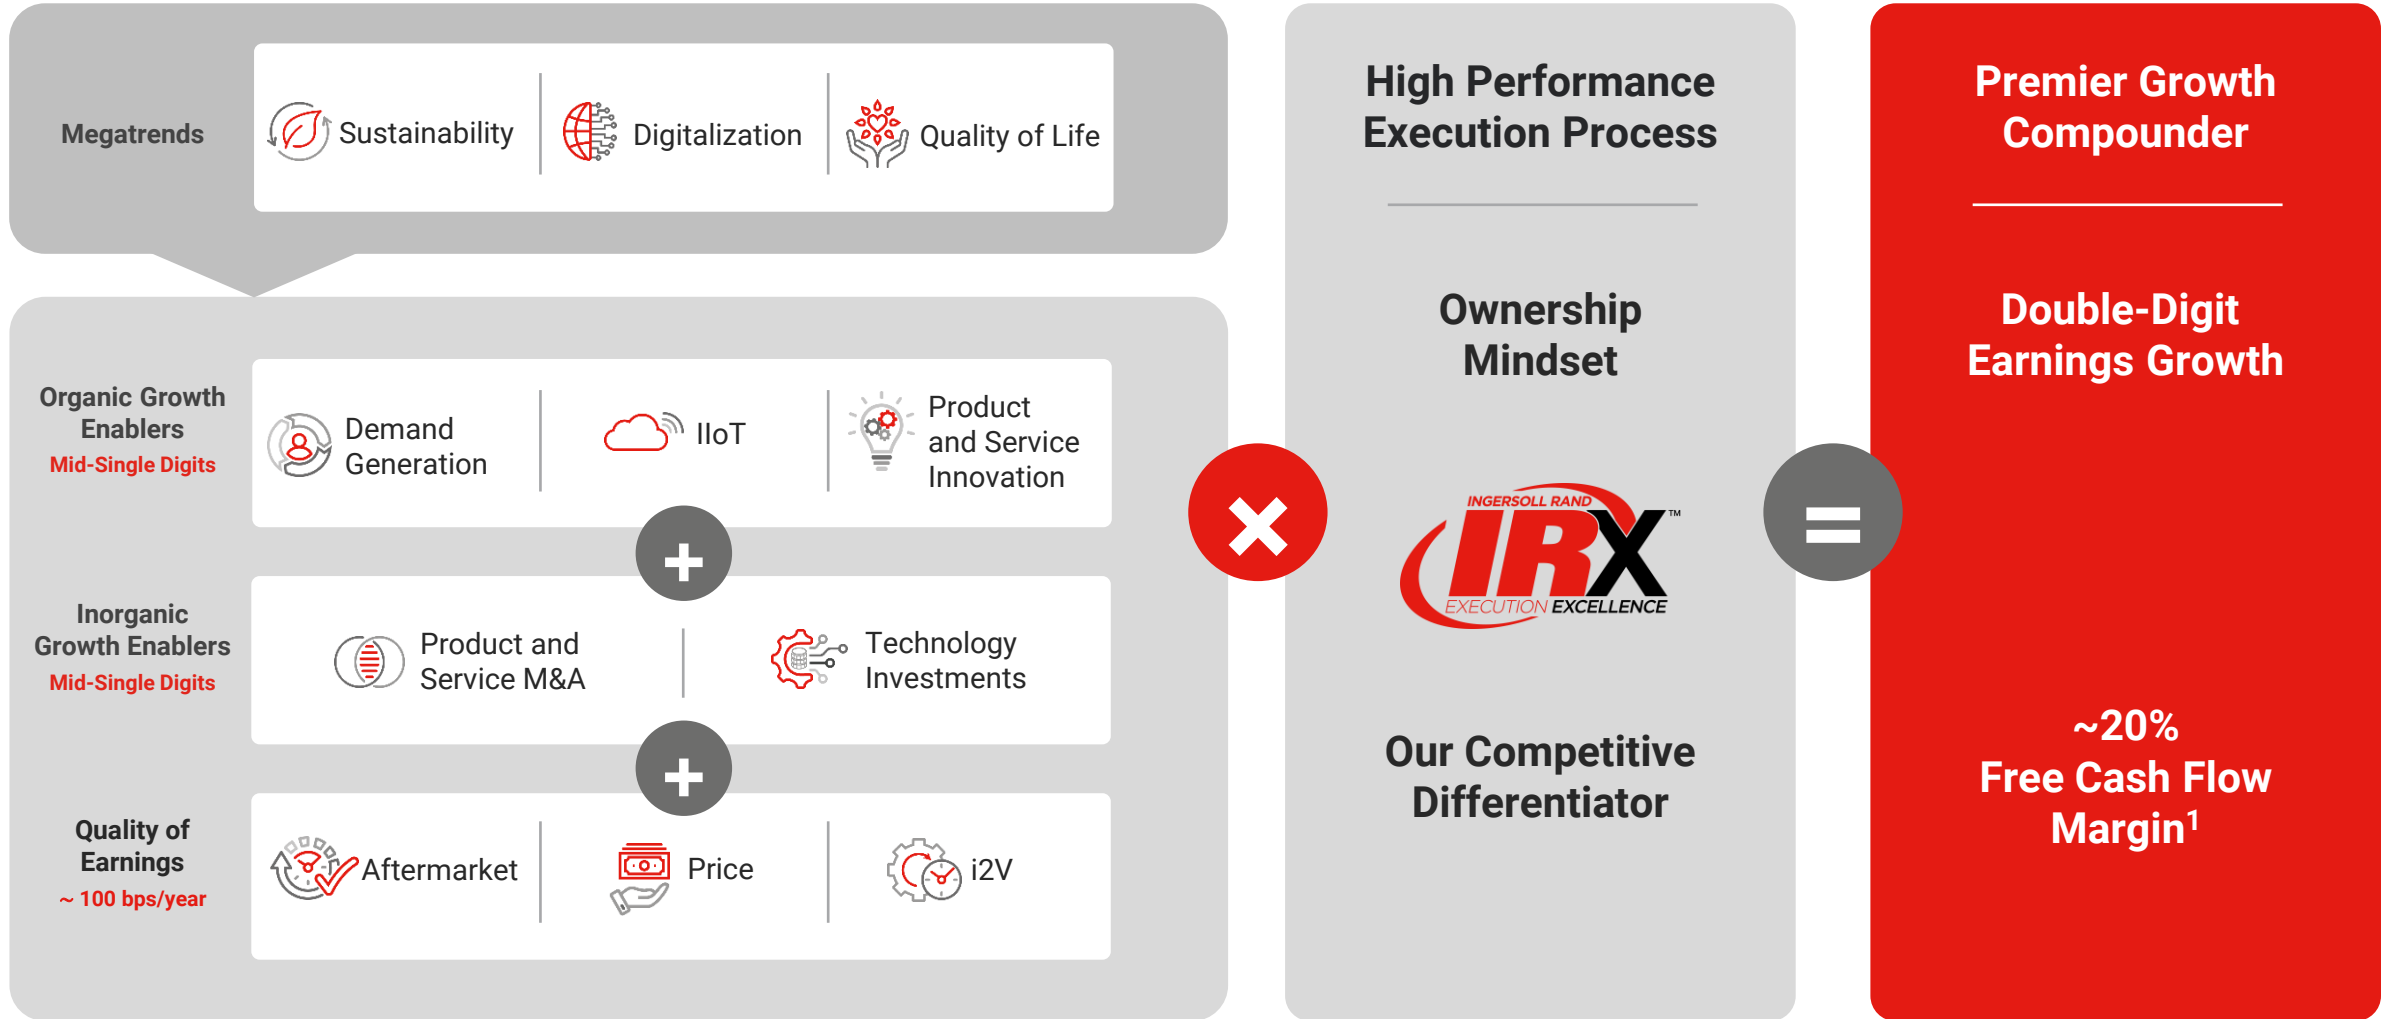 Megatrends
Sustainability
Digitalization
Quality of Life
Organic Growth
Enablers
Mid-Single Digits
Demand
Generation
IIoT
Product
and Service
Innovation
+
Inorganic
Growth Enablers
Mid-Single Digits
Product and
Service M&A
Technology
Investments
+
Quality of
Earnings
~ 100 bps/year
Aftermarket
Price
i2V
×
High Performance
Execution Process
Ownership
Mindset
INGERSOLL RAND
IRX™
EXECUTION EXCELLENCE
Our Competitive
Differentiator
=
Premier Growth
Compounder
Double-Digit
Earnings Growth
~20%
Free Cash Flow
Margin¹